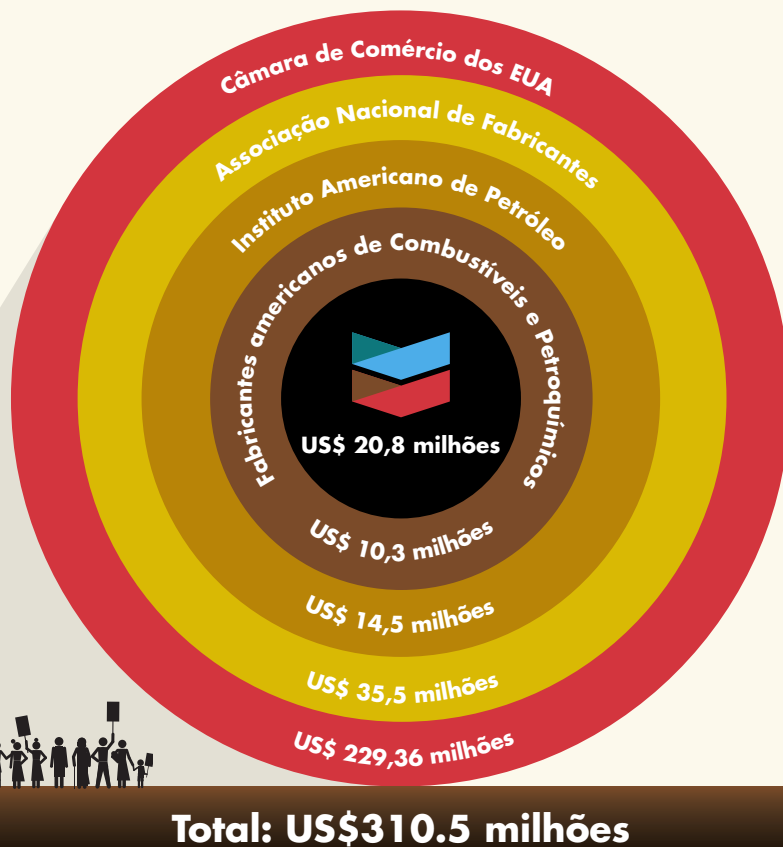 Câmara de Comércio dos EUA
Associação Nacional de Fabricantes
Instituto Americano de Petróleo
Fabricantes americanos de Combustíveis e Petroquímicos
US$ 20,8 milhões
US$ 10,3 milhões
US$ 14,5 milhões
US$ 35,5 milhões
US$ 229,36 milhões
Total: US$310.5 milhões